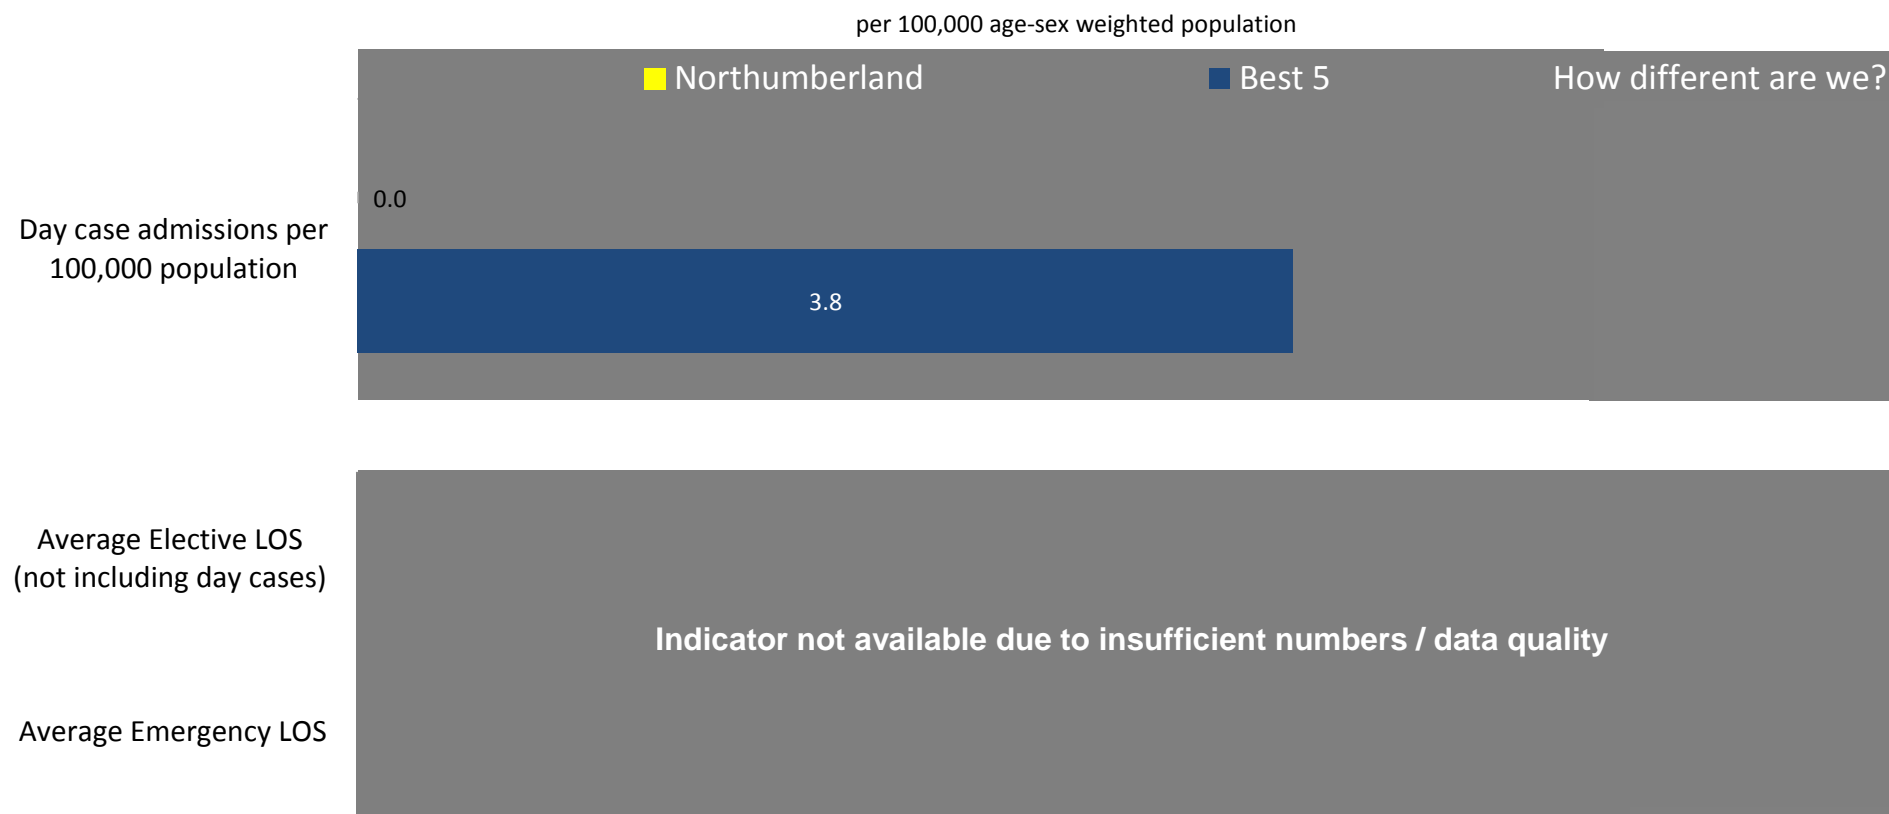 per 100,000 age-sex weighted population
Northumberland Best 5 How different are we?
0.0
Day case admissions per
100,000 population
3.8
Average Elective LOS
(not including day cases)
Indicator not available due to insufficient numbers / data quality
Average Emergency LOS